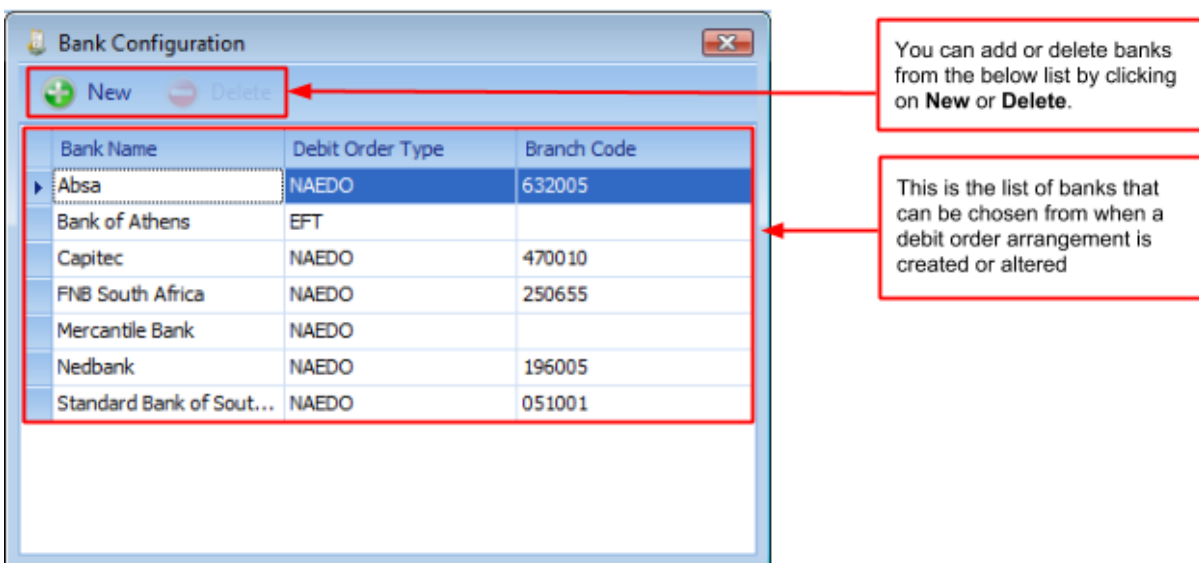 Bank Configuration
New Delete
You can add or delete banks
from the below list by clicking
on New or Delete.
Bank Name Debit Order Type Branch Code
Absa NAEDO 632005
Bank of Athens EFT
Capitec NAEDO 470010
FNB South Africa NAEDO 250655
Mercantile Bank NAEDO
Nedbank NAEDO 196005
Standard Bank of Sout... NAEDO 051001
This is the list of banks that
can be chosen from when a
debit order arrangement is
created or altered